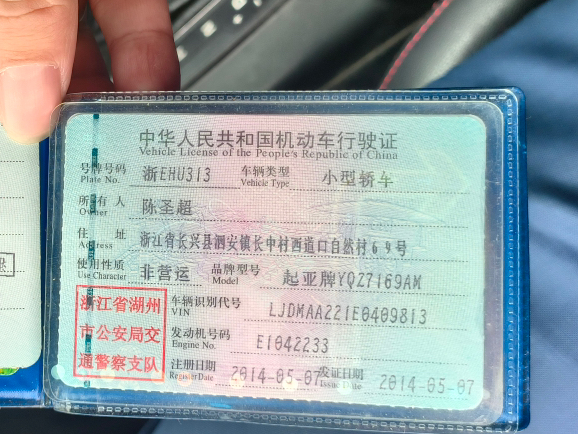 中华人民共和国机动车行驶证
Vehicle License of the People's Republic of China
号牌号码 浙EHU313 车辆类型 小型轿车
Plate No. Vehicle Type
所有人 陈圣超
Owner
住址 浙江省长兴县泗安镇长中村西道口自然村69号
Address
使用性质 非营运 品牌型号 起亚牌YQZ7169AM
Use Character Model
浙江省湖州
市公安局交
通警察支队
车辆识别代号 LJDMAA221E0409813
VIN
发动机号码 E1042233
Engine No.
注册日期 2014-05-07 发证日期 2014-05-07
Register Date Issue Date